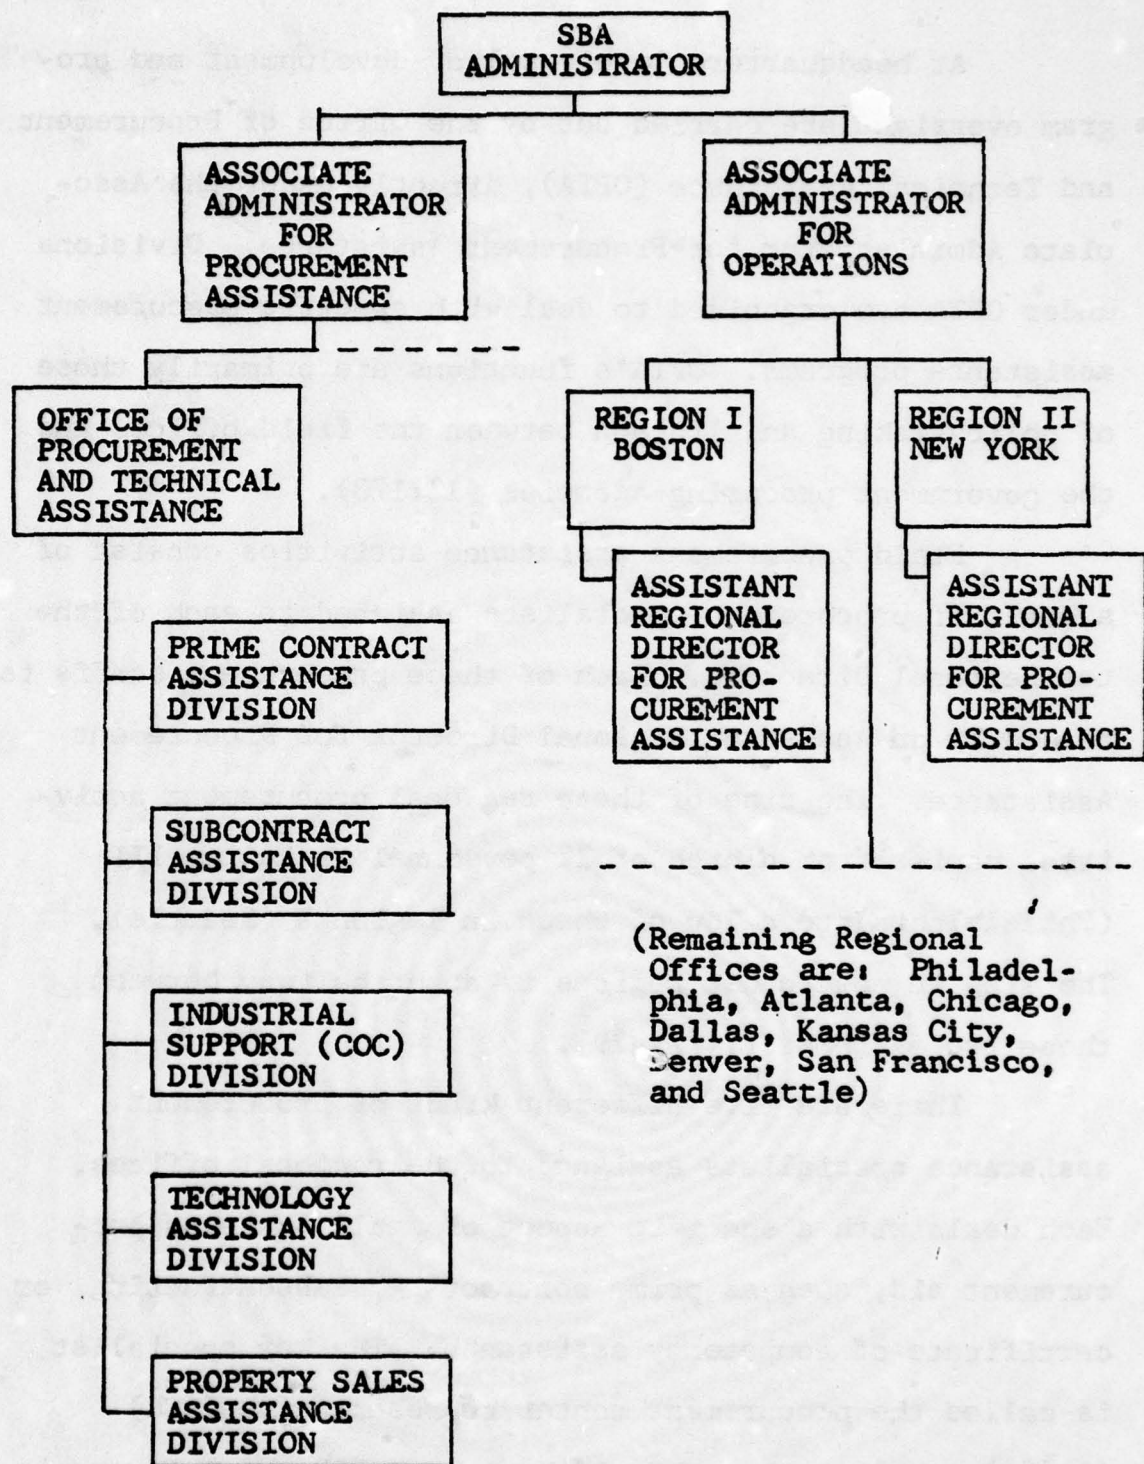 SBA
ADMINISTRATOR
ASSOCIATE
ADMINISTRATOR
FOR
PROCUREMENT
ASSISTANCE
ASSOCIATE
ADMINISTRATOR
FOR
OPERATIONS
OFFICE OF
PROCUREMENT
AND TECHNICAL
ASSISTANCE
REGION I
BOSTON
REGION II
NEW YORK
ASSISTANT
REGIONAL
DIRECTOR
FOR PRO-
CUREMENT
ASSISTANCE
ASSISTANT
REGIONAL
DIRECTOR
FOR PRO-
CUREMENT
ASSISTANCE
PRIME CONTRACT
ASSISTANCE
DIVISION
SUBCONTRACT
ASSISTANCE
DIVISION
INDUSTRIAL
SUPPORT (COC)
DIVISION
TECHNOLOGY
ASSISTANCE
DIVISION
PROPERTY SALES
ASSISTANCE
DIVISION
(Remaining Regional
Offices are: Philadel-
phia, Atlanta, Chicago,
Dallas, Kansas City,
Denver, San Francisco,
and Seattle)